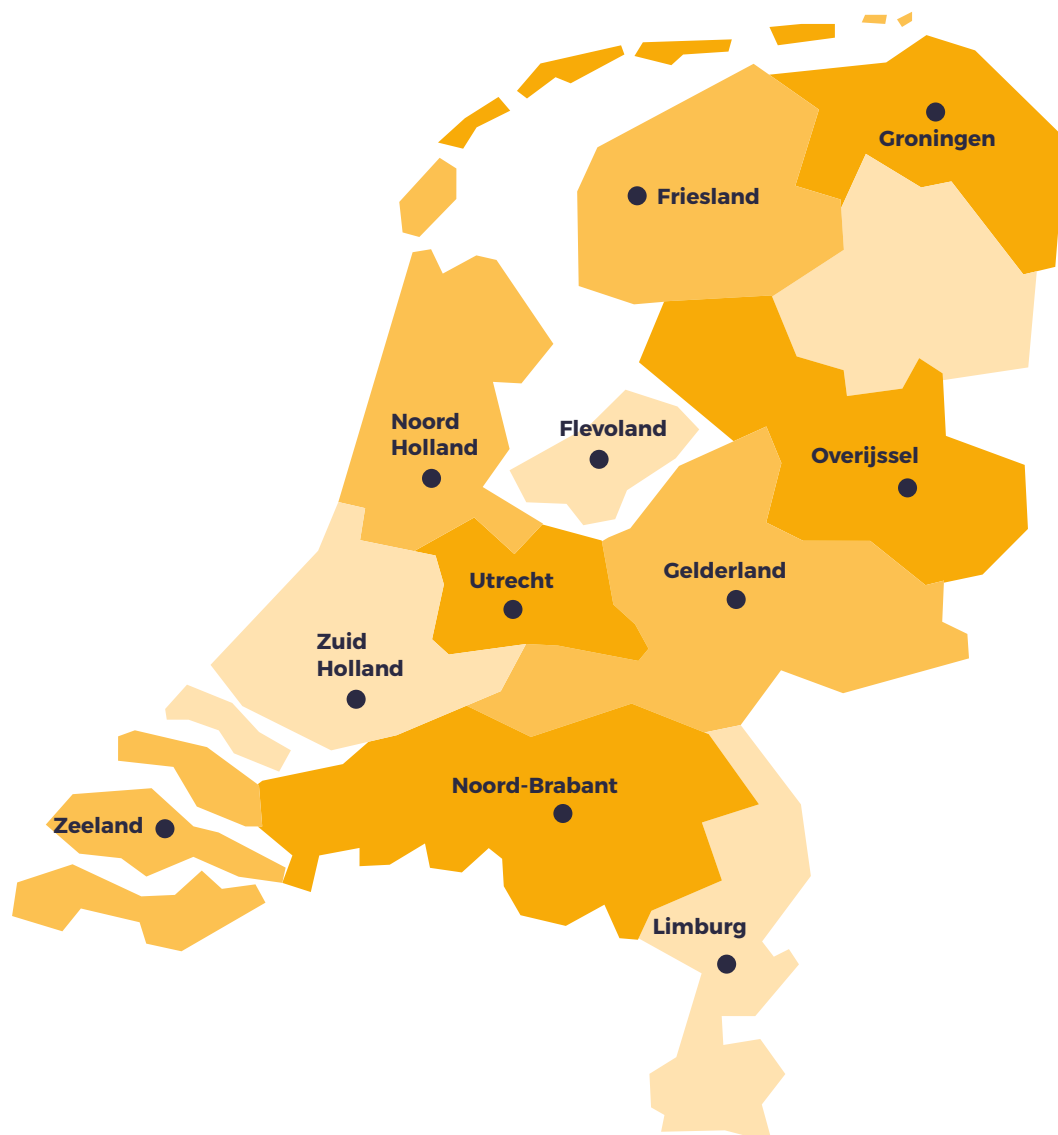 Groningen
Friesland
Noord
Holland
Flevoland
Overijssel
Utrecht
Gelderland
Zuid
Holland
Noord-Brabant
Zeeland
Limburg